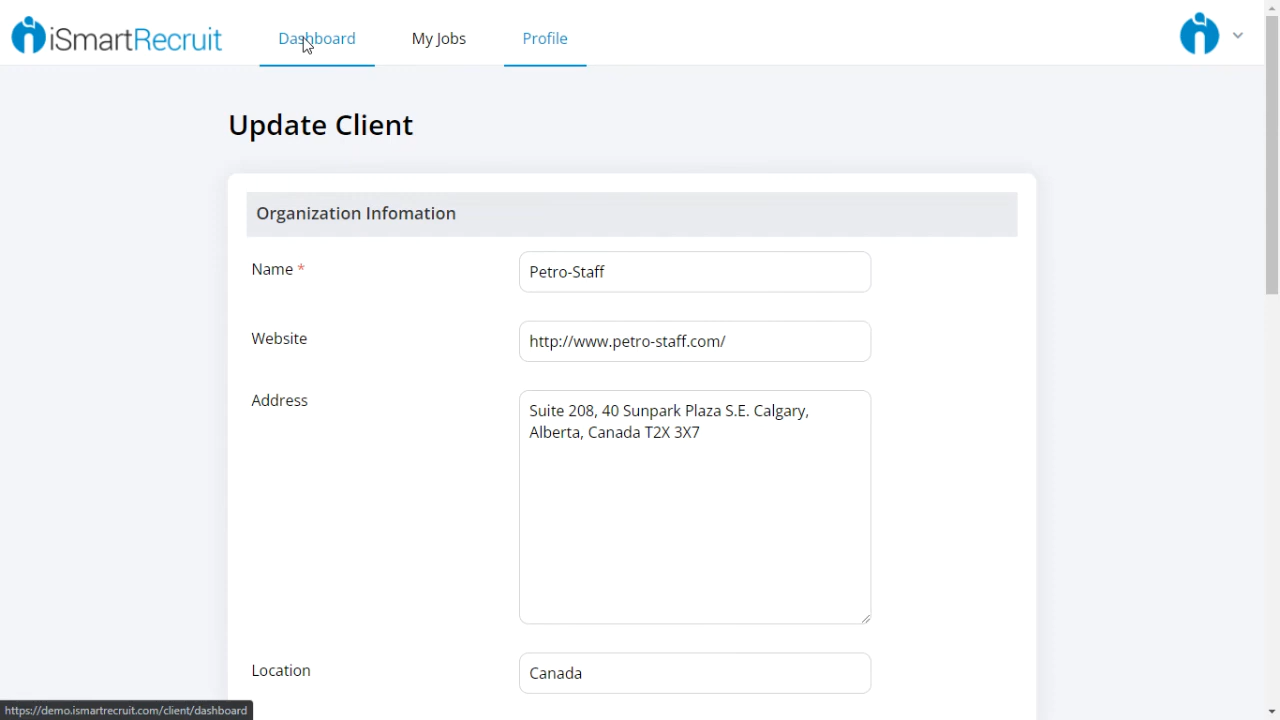 iSmartRecruit
Dashboard
My Jobs
Profile
Update Client
Organization Infomation
Name *
Petro-Staff
Website
http://www.petro-staff.com/
Address
Suite 208, 40 Sunpark Plaza S.E. Calgary,
Alberta, Canada T2X 3X7
Location
Canada
https://demo.ismartrecruit.com/client/dashboard